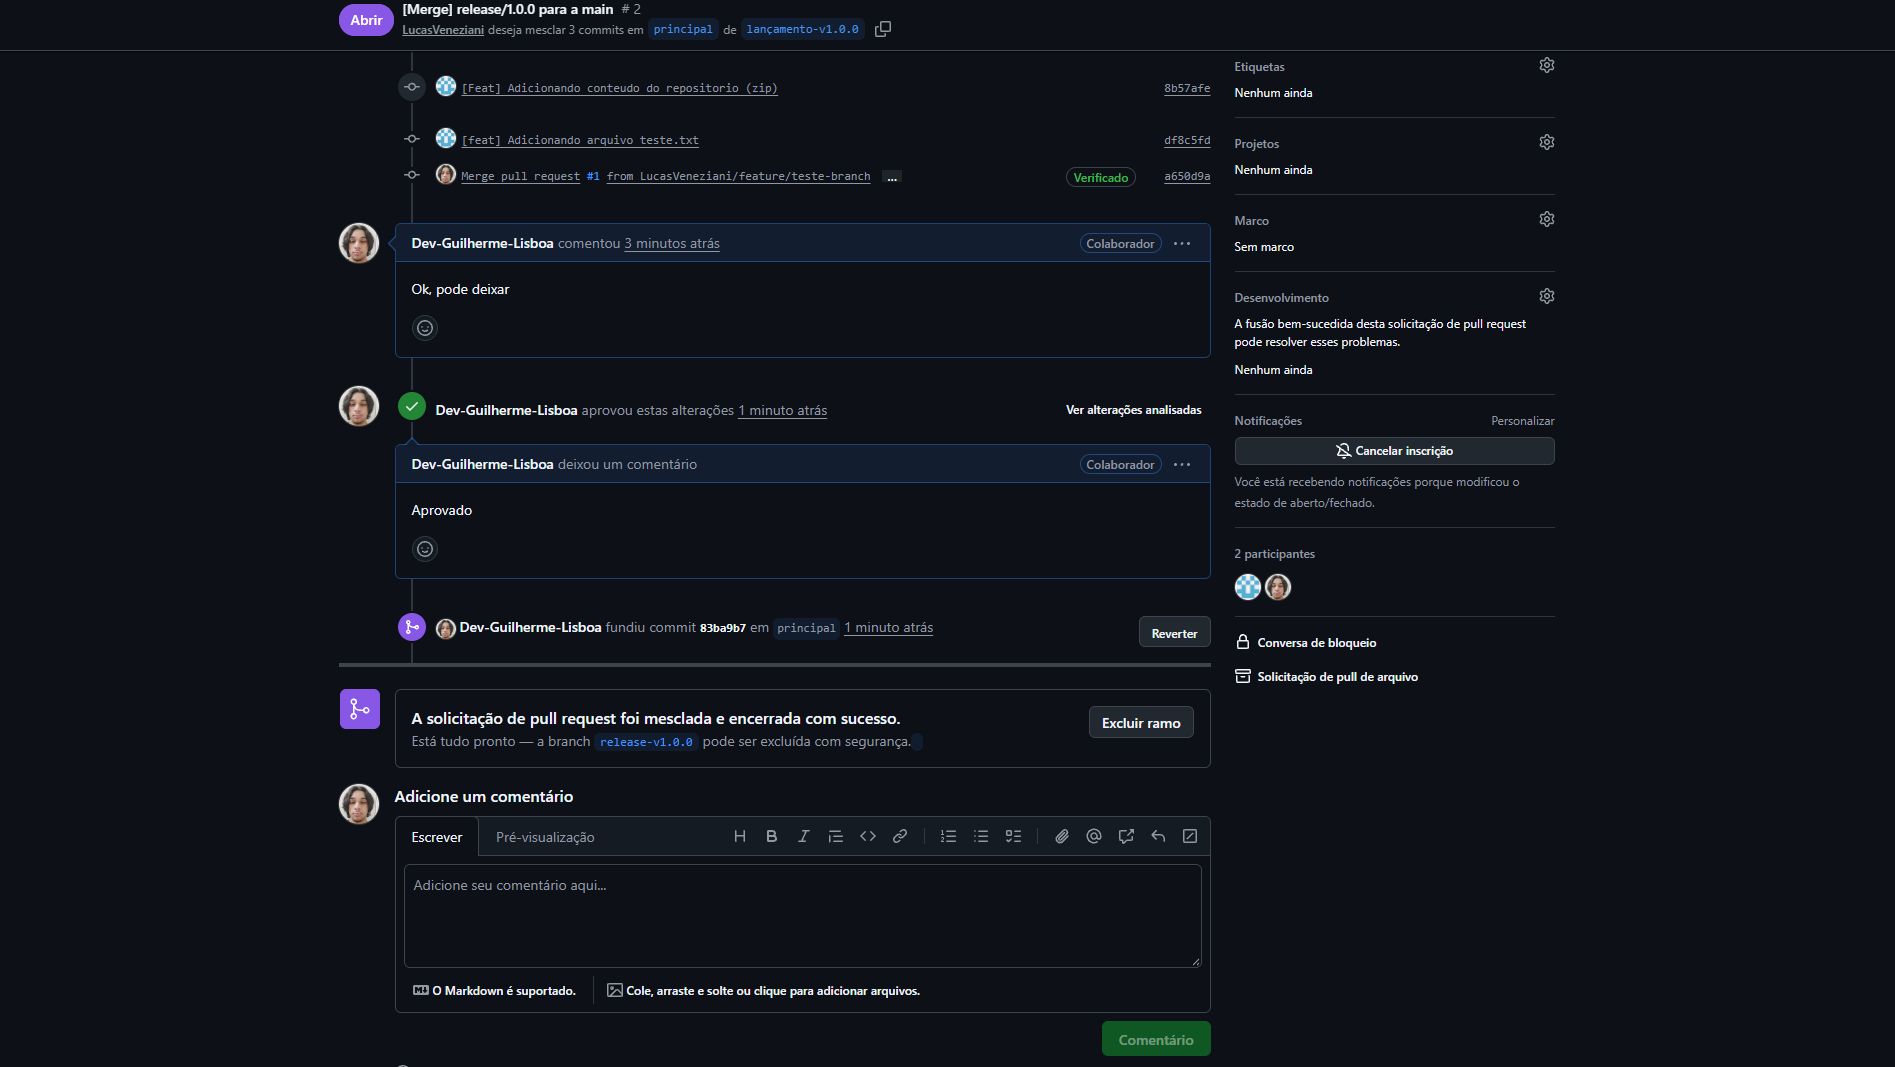 Abrir
[Merge] release/1.0.0 para a main # 2
LucasVeneziani deseja mesclar 3 commits em principal de lançamento-v1.0.0
[Feat] Adicionando conteudo do repositorio (zip) 8b57afe
[feat] Adicionando arquivo teste.txt df8c5fd
Merge pull request #1 from LucasVeneziani/feature/teste-branch ... Verificado a650d9a
Dev-Guilherme-Lisboa comentou 3 minutos atrás Colaborador ...
Ok, pode deixar
Dev-Guilherme-Lisboa aprovou estas alterações 1 minuto atrás Ver alterações analisadas
Dev-Guilherme-Lisboa deixou um comentário Colaborador ...
Aprovado
Dev-Guilherme-Lisboa fundiu commit 83ba9b7 em principal 1 minuto atrás Reverter
A solicitação de pull request foi mesclada e encerrada com sucesso.
Está tudo pronto — a branch release-v1.0.0 pode ser excluída com segurança.
Excluir ramo
Adicione um comentário
Escrever Pré-visualização
Adicione seu comentário aqui...
O Markdown é suportado. Cole, arraste e solte ou clique para adicionar arquivos.
Comentário
Etiquetas
Nenhum ainda
Projetos
Nenhum ainda
Marco
Sem marco
Desenvolvimento
A fusão bem-sucedida desta solicitação de pull request
pode resolver esses problemas.
Nenhum ainda
Notificações Personalizar
Cancelar inscrição
Você está recebendo notificações porque modificou o
estado de aberto/fechado.
2 participantes
Conversa de bloqueio
Solicitação de pull de arquivo